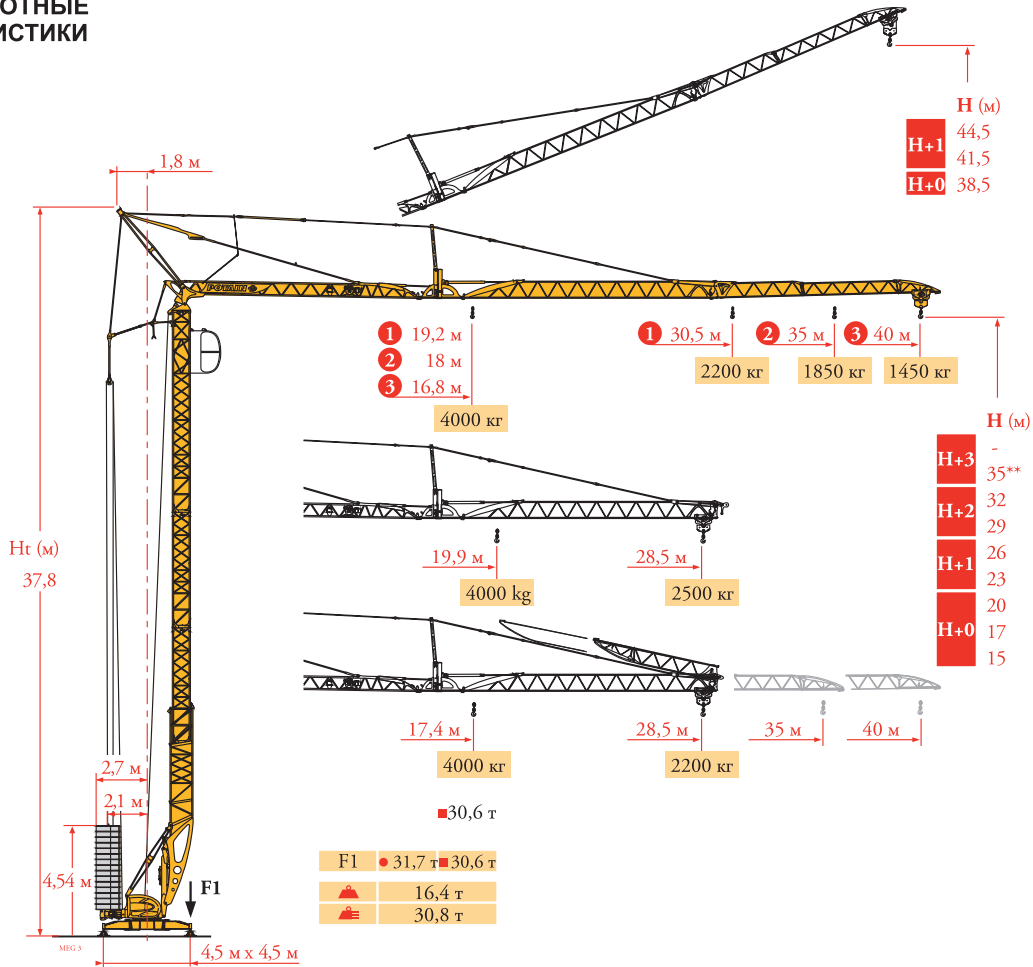 ОТНЫЕ
ИСТИКИ
H (м)
H+1
44,5
41,5
H+0
38,5
1,8 м
POTAIN
1 19,2 м
2 18 м
3 16,8 м
4000 кг
1 30,5 м
2 35 м
3 40 м
2200 кг
1850 кг
1450 кг
H (м)
H+3
-
35**
H+2
32
29
H+1
26
23
H+0
20
17
15
Ht (м)
37,8
19,9 м
28,5 м
4000 kg
2500 кг
17,4 м
28,5 м
35 м
40 м
4000 кг
2200 кг
2,7 м
2,1 м
4,54 м
F1
30,6 т
F1 31,7 т 30,6 т
16,4 т
30,8 т
MEG 3
4,5 м x 4,5 м